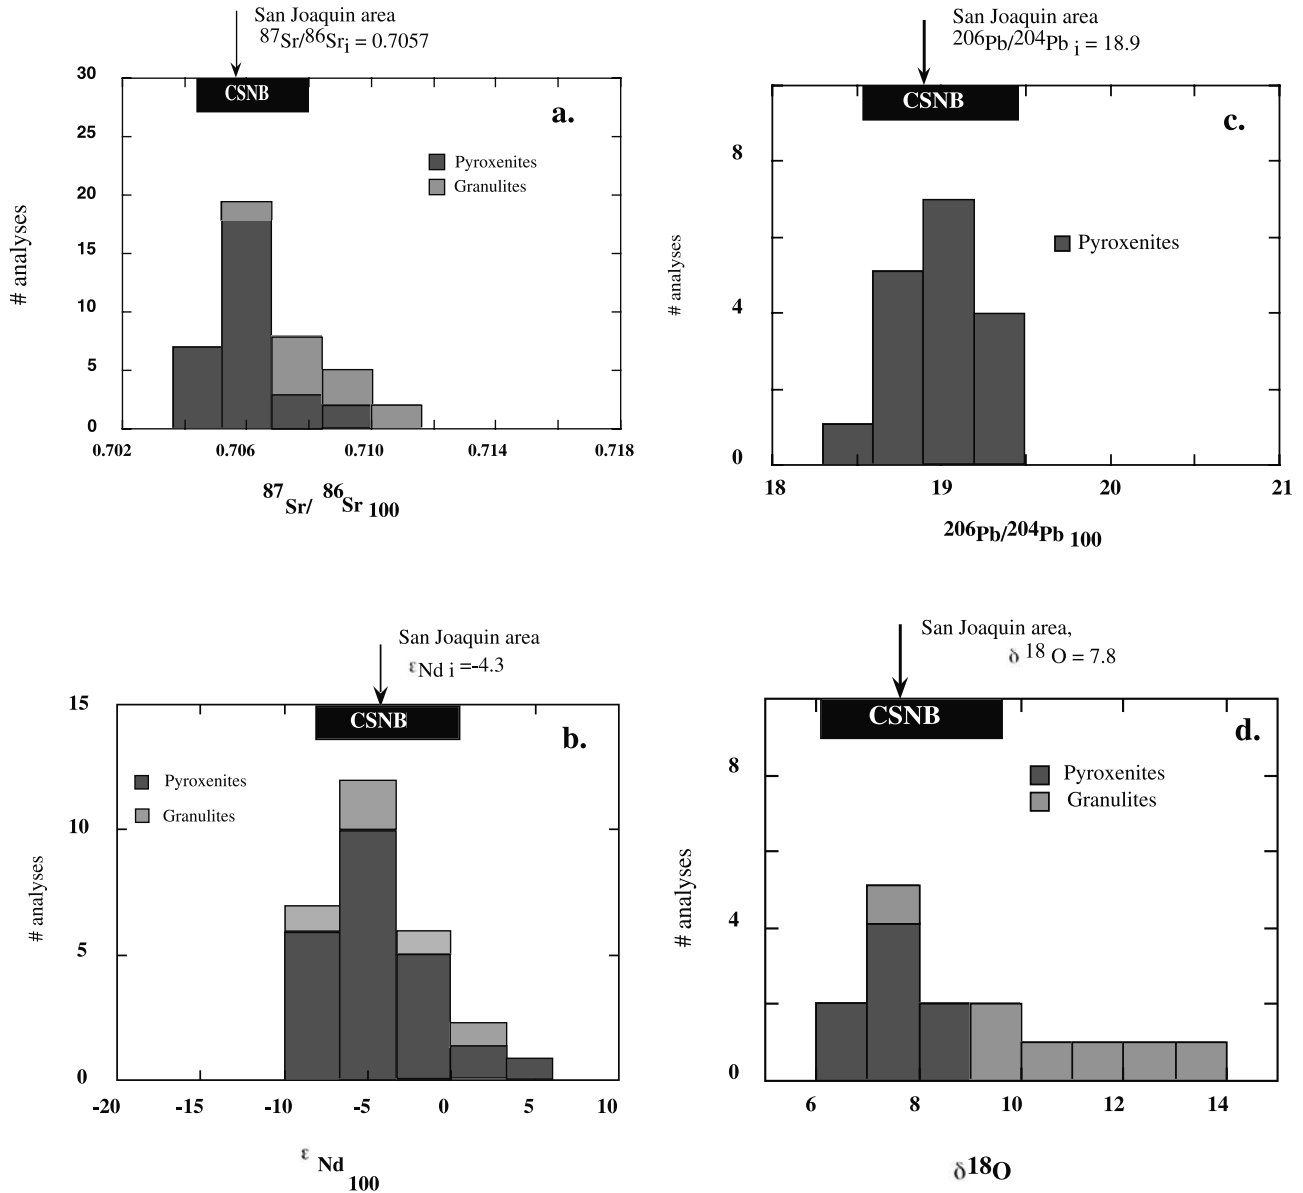 San Joaquin area
87Sr/86Sri = 0.7057
30
CSNB
a.
25
Pyroxenites
Granulites
20
15
10
5
0
# analyses
0.702 0.706 0.710 0.714 0.718
87Sr/ 86Sr 100
San Joaquin area
206Pb/204Pb i = 18.9
CSNB
c.
8
Pyroxenites
4
0
# analyses
18 19 20 21
206Pb/204Pb 100
San Joaquin area
εNd i =-4.3
15
CSNB
b.
Pyroxenites
Granulites
10
5
0
# analyses
-20 -15 -10 -5 0 5 10
ε Nd 100
San Joaquin area,
δ 18 O = 7.8
CSNB
d.
8
Pyroxenites
Granulites
4
0
# analyses
6 8 10 12 14
δ18O